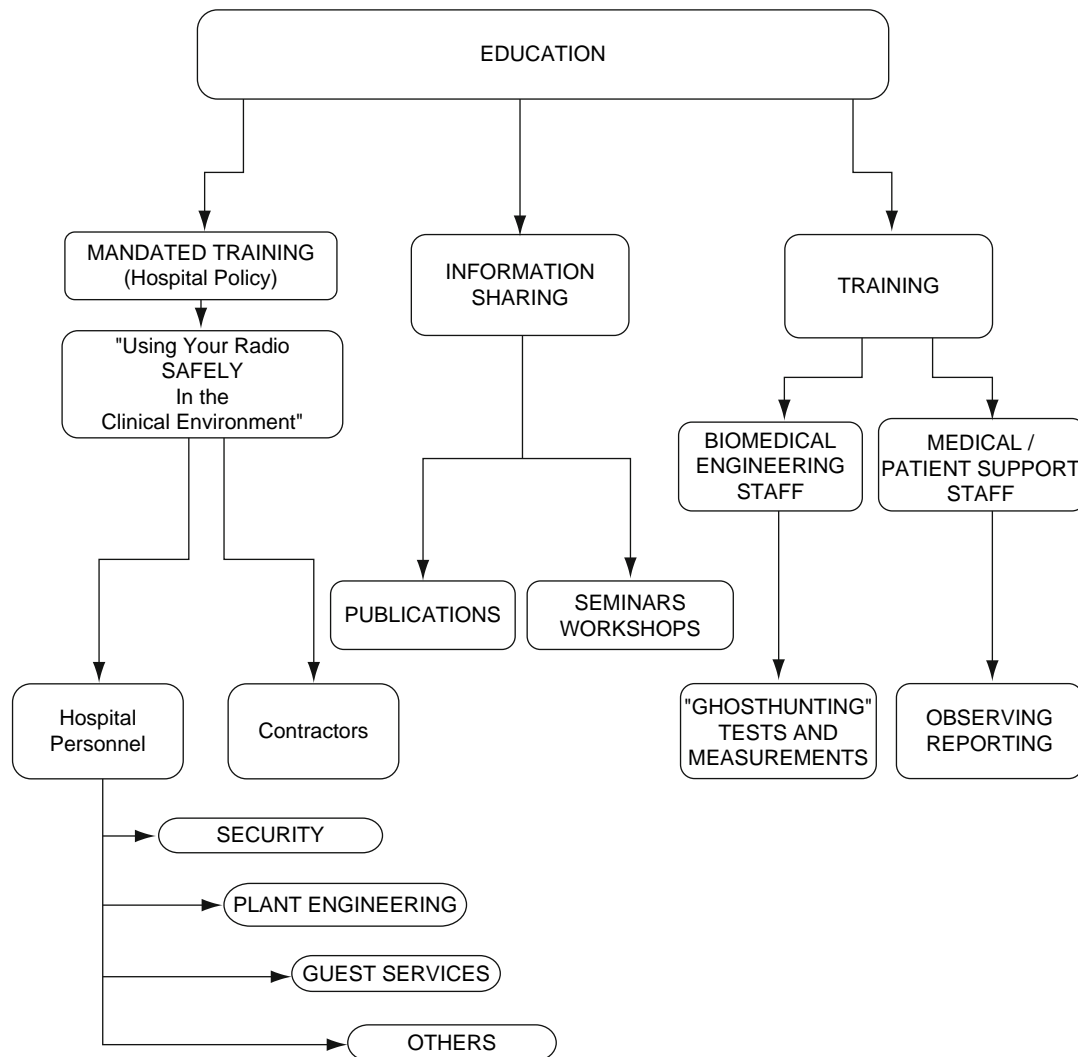 EDUCATION
MANDATED TRAINING
(Hospital Policy)
INFORMATION
SHARING
TRAINING
"Using Your Radio
SAFELY
In the
Clinical Environment"
BIOMEDICAL
ENGINEERING
STAFF
MEDICAL /
PATIENT SUPPORT
STAFF
PUBLICATIONS
SEMINARS
WORKSHOPS
Hospital
Personnel
Contractors
"GHOSTHUNTING"
TESTS AND
MEASUREMENTS
OBSERVING
REPORTING
SECURITY
PLANT ENGINEERING
GUEST SERVICES
OTHERS